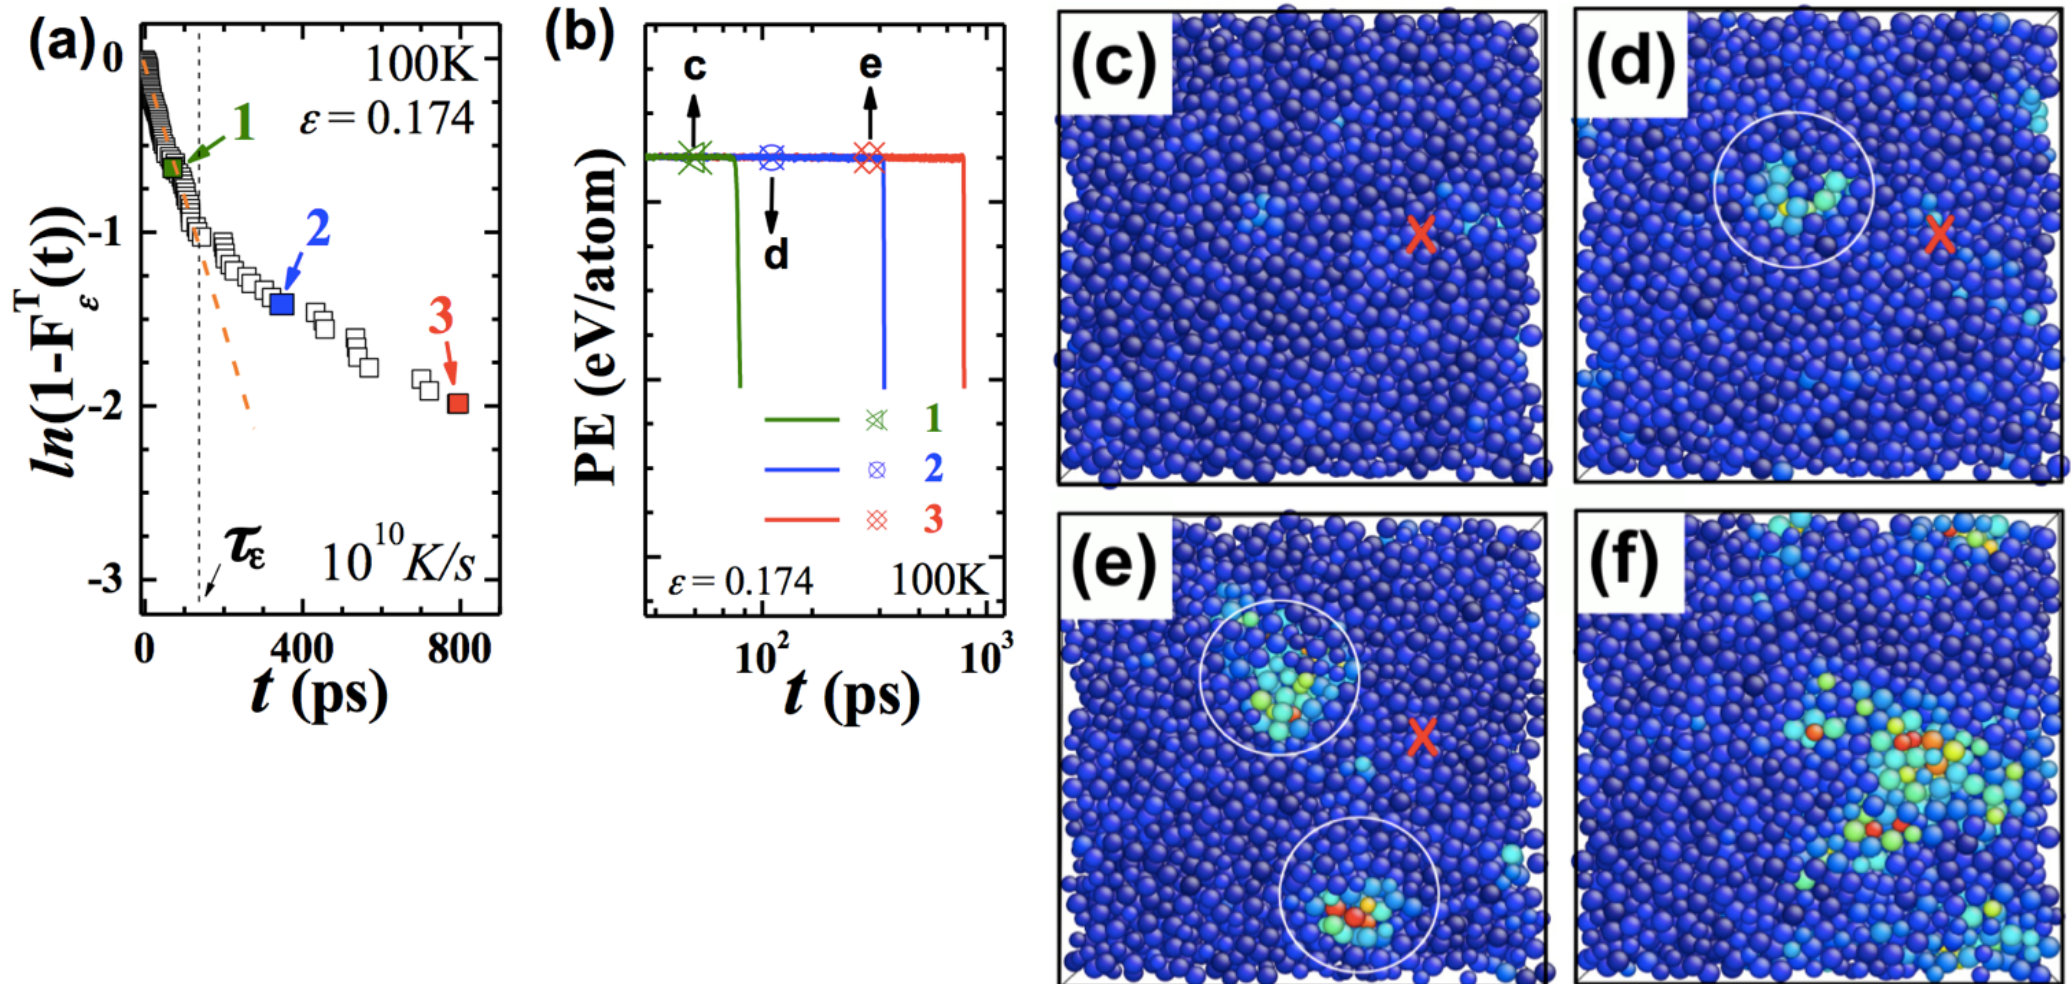 (a)
0
-1
-2
-3
ln(1-F^T_ε(t))
100K
ε = 0.174
1
2
3
τ_ε
10^10 K/s
0 400 800
t (ps)
(b)
PE (eV/atom)
c
e
d
1
2
3
ε = 0.174 100K
10^2 10^3
t (ps)
(c)
X
(d)
X
(e)
X
(f)